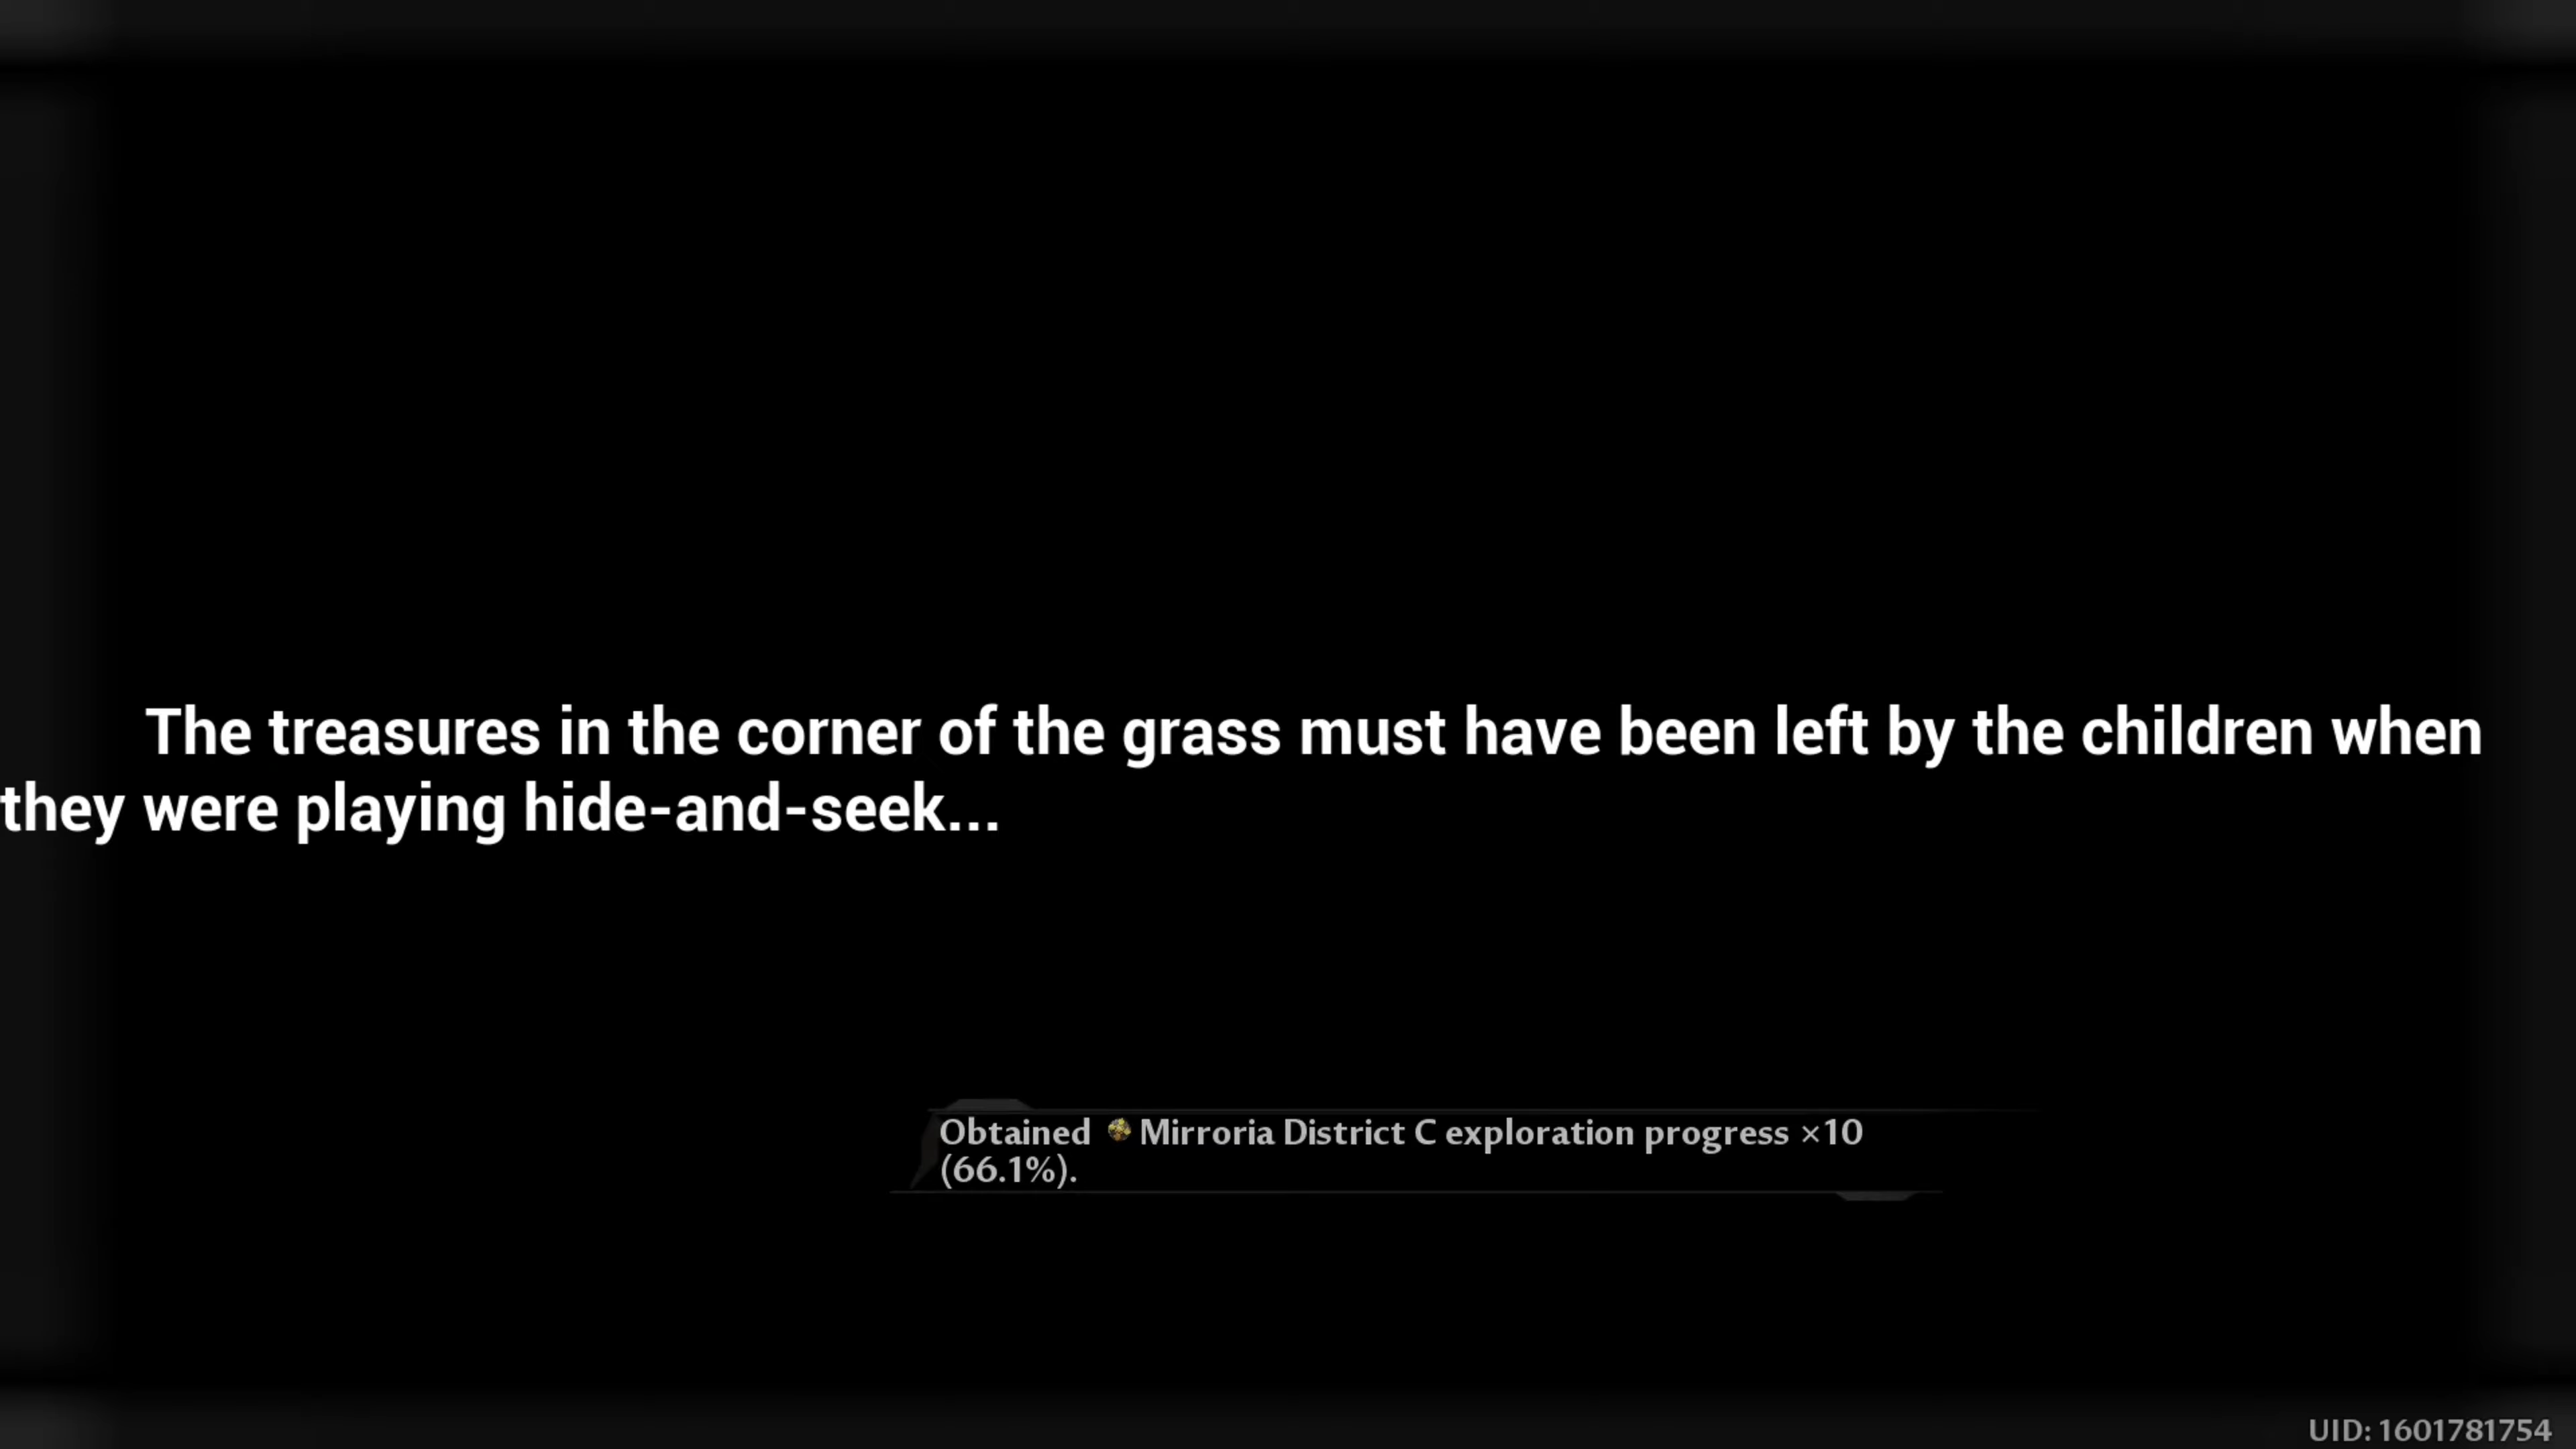 The treasures in the corner of the grass must have been left by the children when
they were playing hide-and-seek...
Obtained Mirroria District C exploration progress ×10
(66.1%).
UID: 1601781754